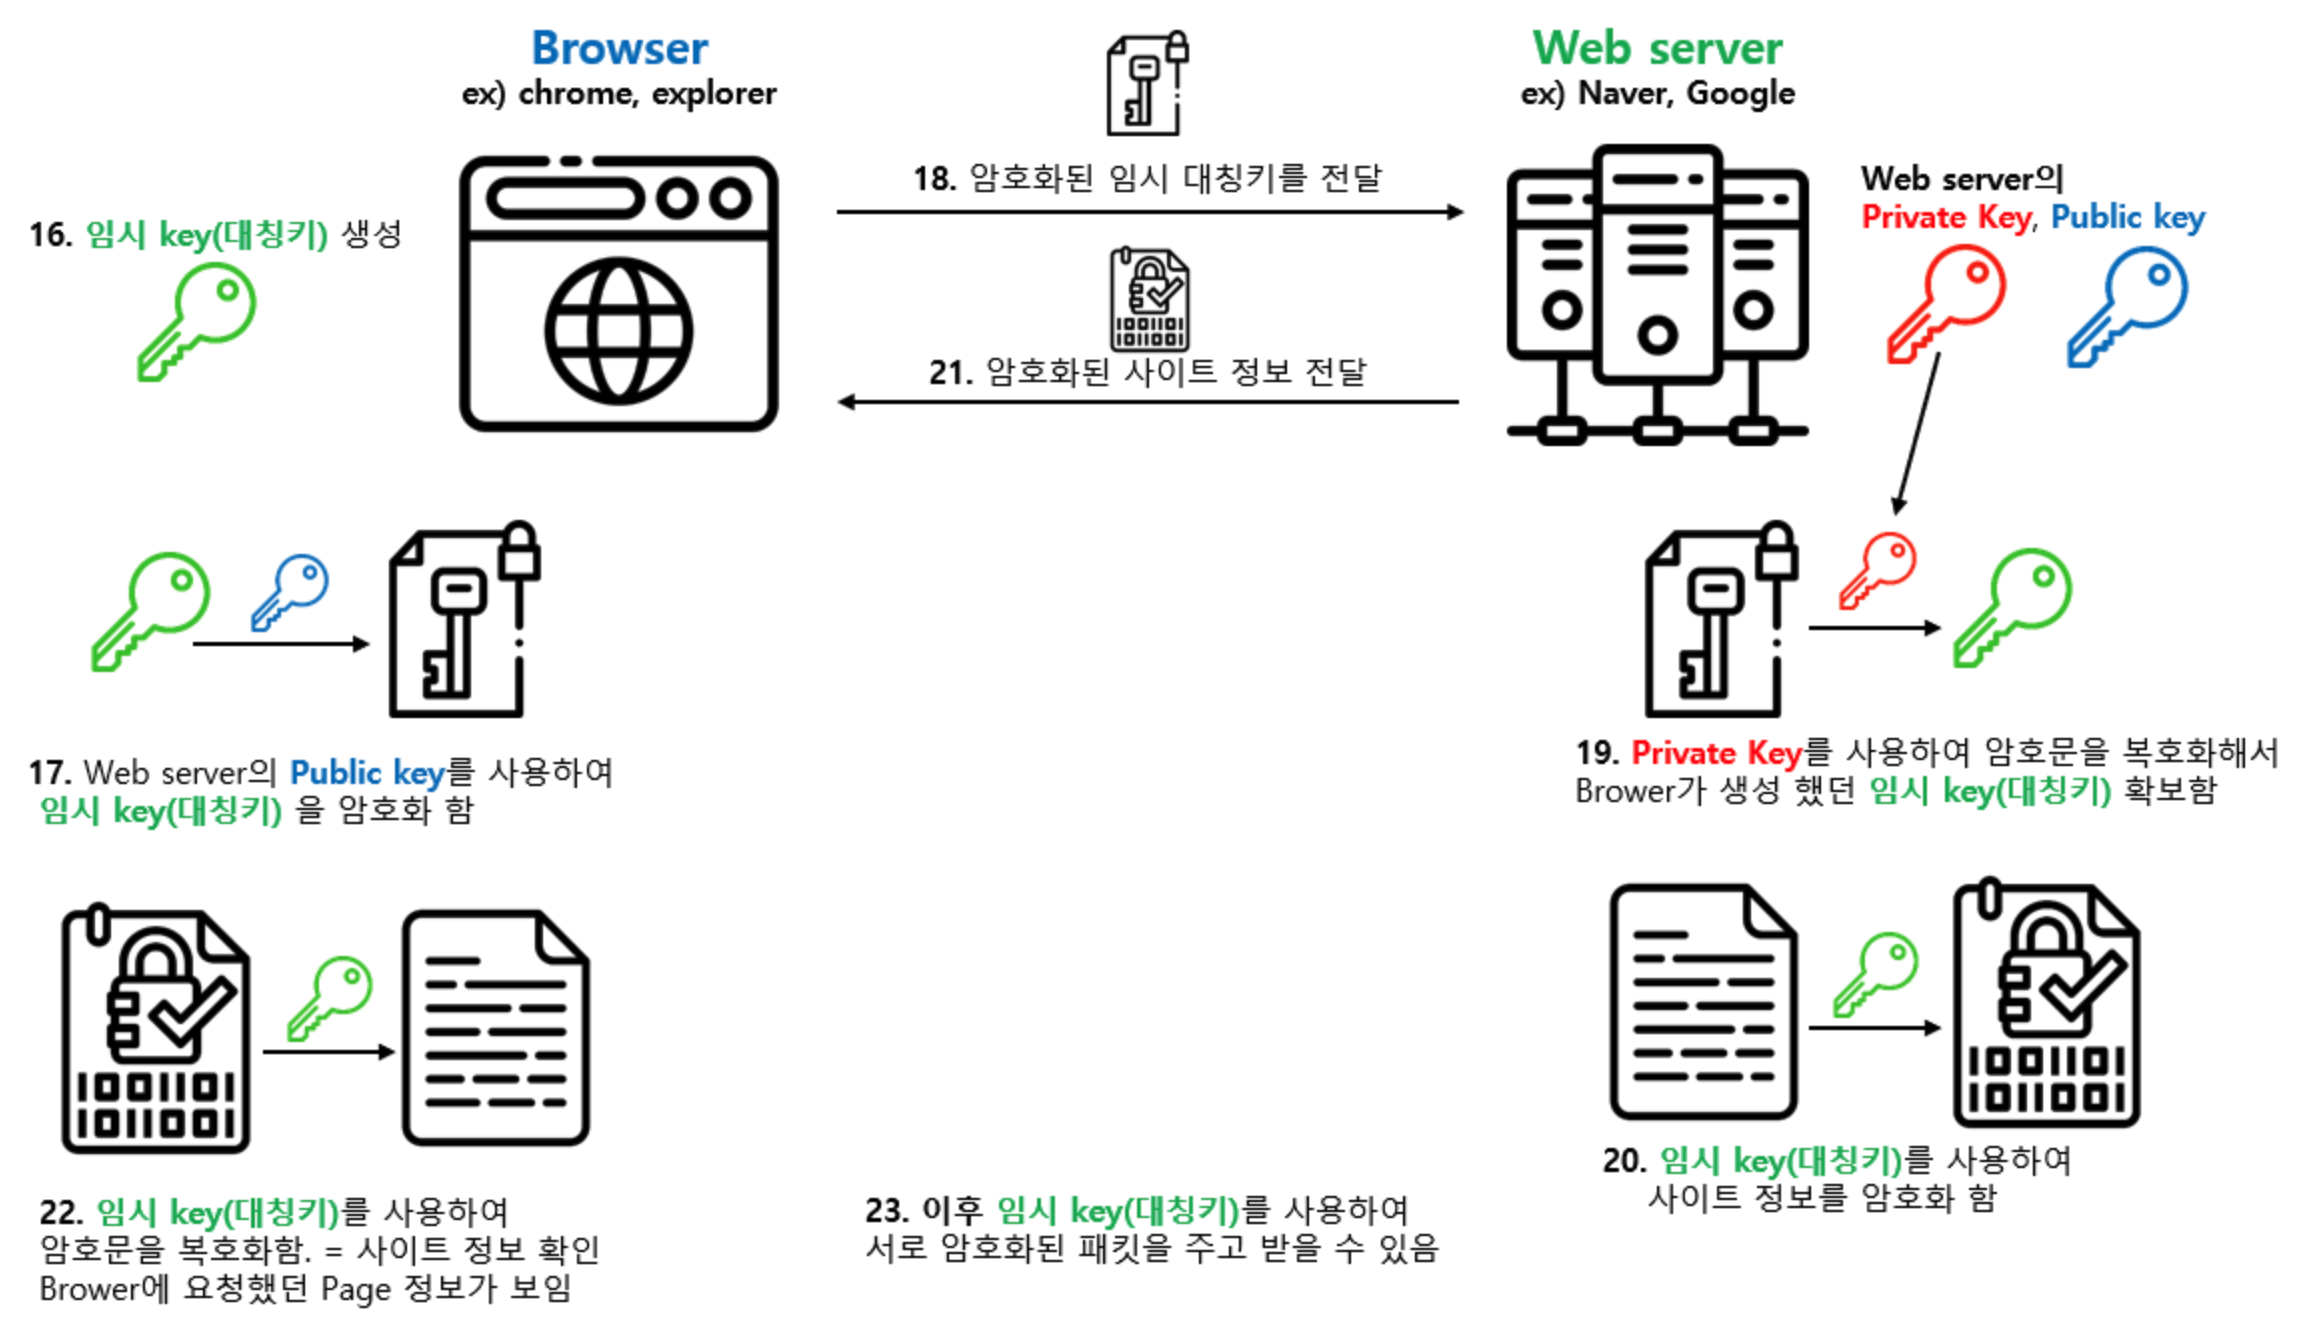 Browser
ex) chrome, explorer
Web server
ex) Naver, Google
Web server의
Private Key, Public key
16. 임시 key(대칭키) 생성
17. Web server의 Public key를 사용하여
임시 key(대칭키) 을 암호화 함
18. 암호화된 임시 대칭키를 전달
19. Private Key를 사용하여 암호문을 복호화해서
Brower가 생성 했던 임시 key(대칭키) 확보함
20. 임시 key(대칭키)를 사용하여
사이트 정보를 암호화 함
21. 암호화된 사이트 정보 전달
22. 임시 key(대칭키)를 사용하여
암호문을 복호화함. = 사이트 정보 확인
Brower에 요청했던 Page 정보가 보임
23. 이후 임시 key(대칭키)를 사용하여
서로 암호화된 패킷을 주고 받을 수 있음